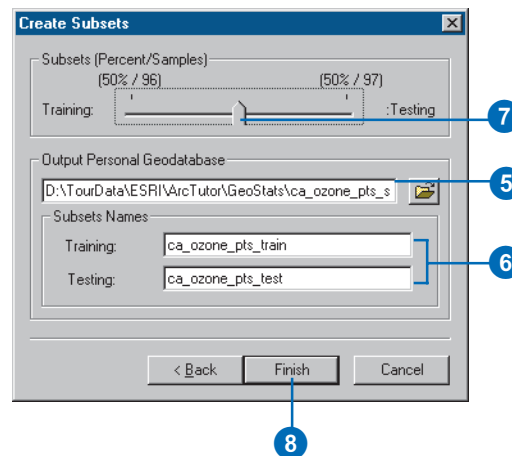 Create Subsets
Subsets (Percent/Samples)
(50% / 96) (50% / 97)
Training: :Testing
7
Output Personal Geodatabase
D:\TourData\ESRI\ArcTutor\GeoStats\ca_ozone_pts_s
5
Subsets Names
Training: ca_ozone_pts_train
Testing: ca_ozone_pts_test
6
< Back Finish Cancel
8